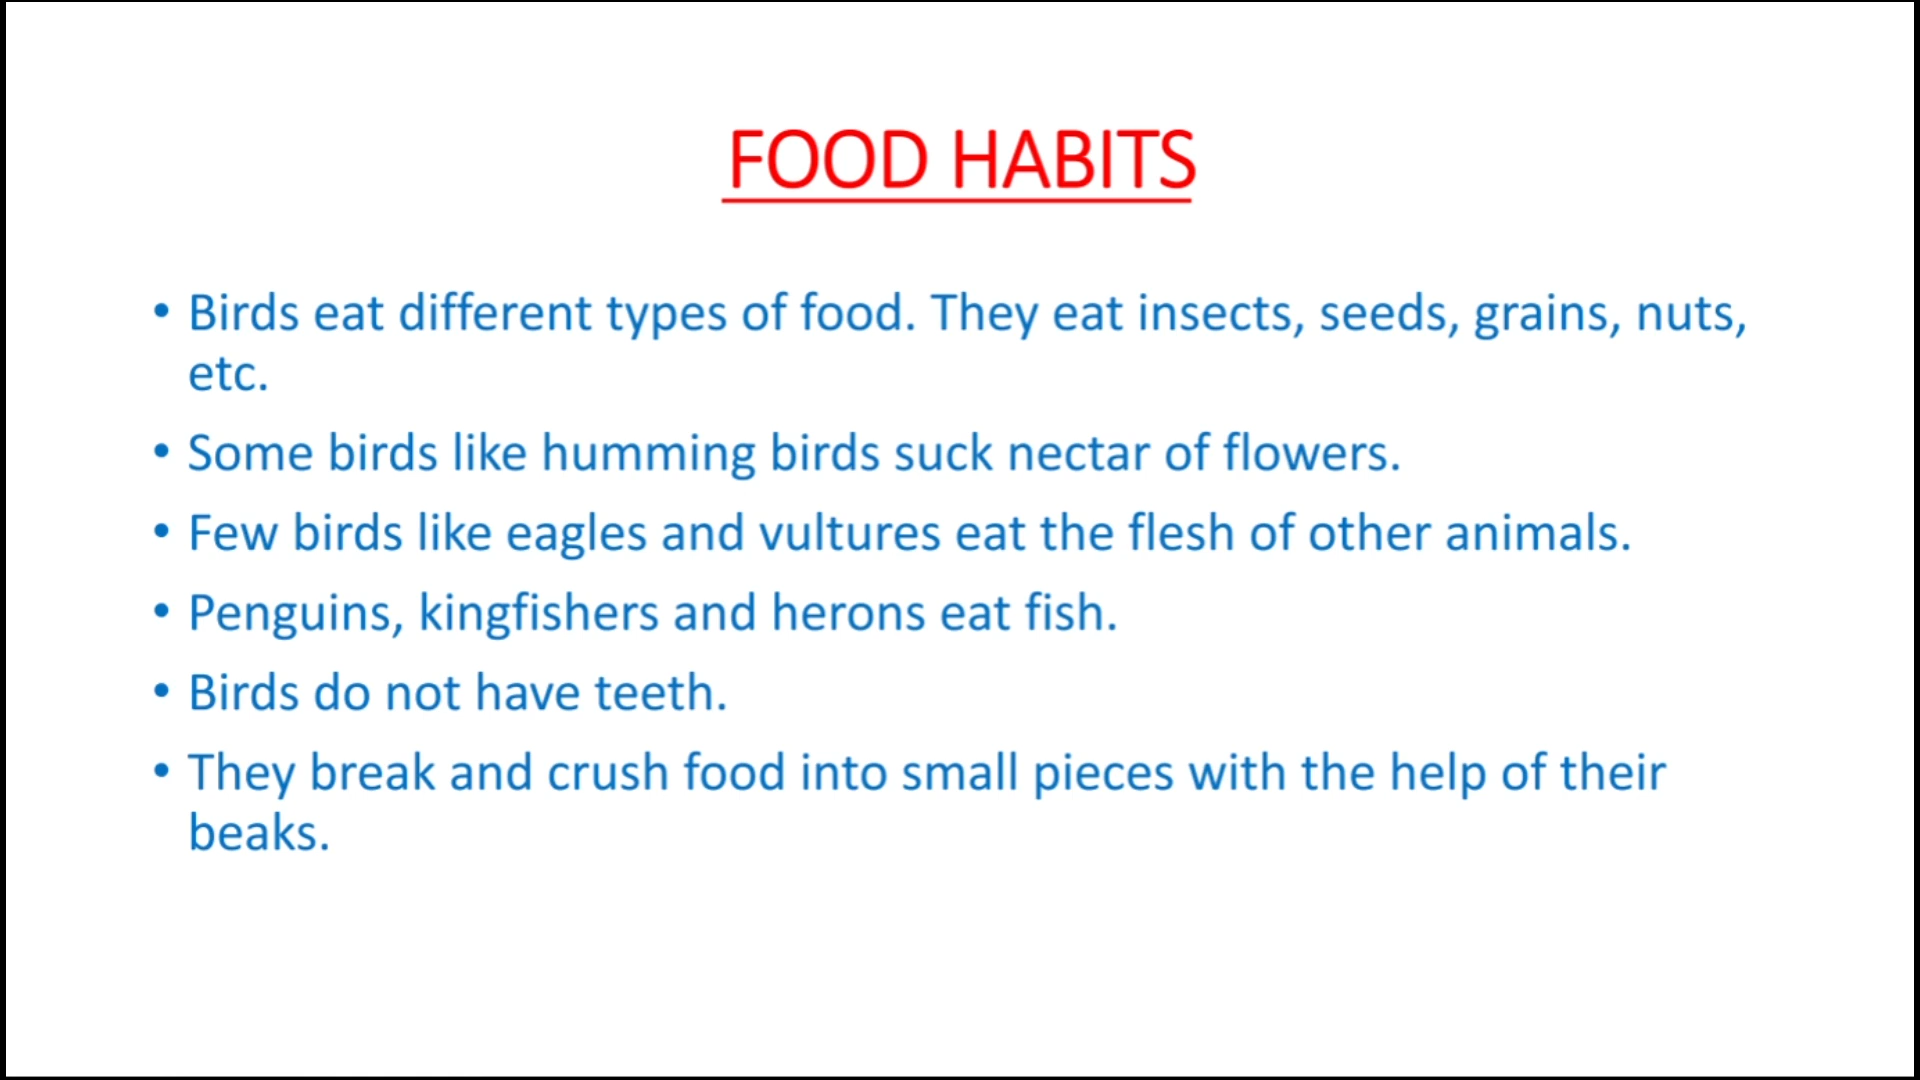 FOOD HABITS
• Birds eat different types of food. They eat insects, seeds, grains, nuts,
etc.
• Some birds like humming birds suck nectar of flowers.
• Few birds like eagles and vultures eat the flesh of other animals.
• Penguins, kingfishers and herons eat fish.
• Birds do not have teeth.
• They break and crush food into small pieces with the help of their
beaks.